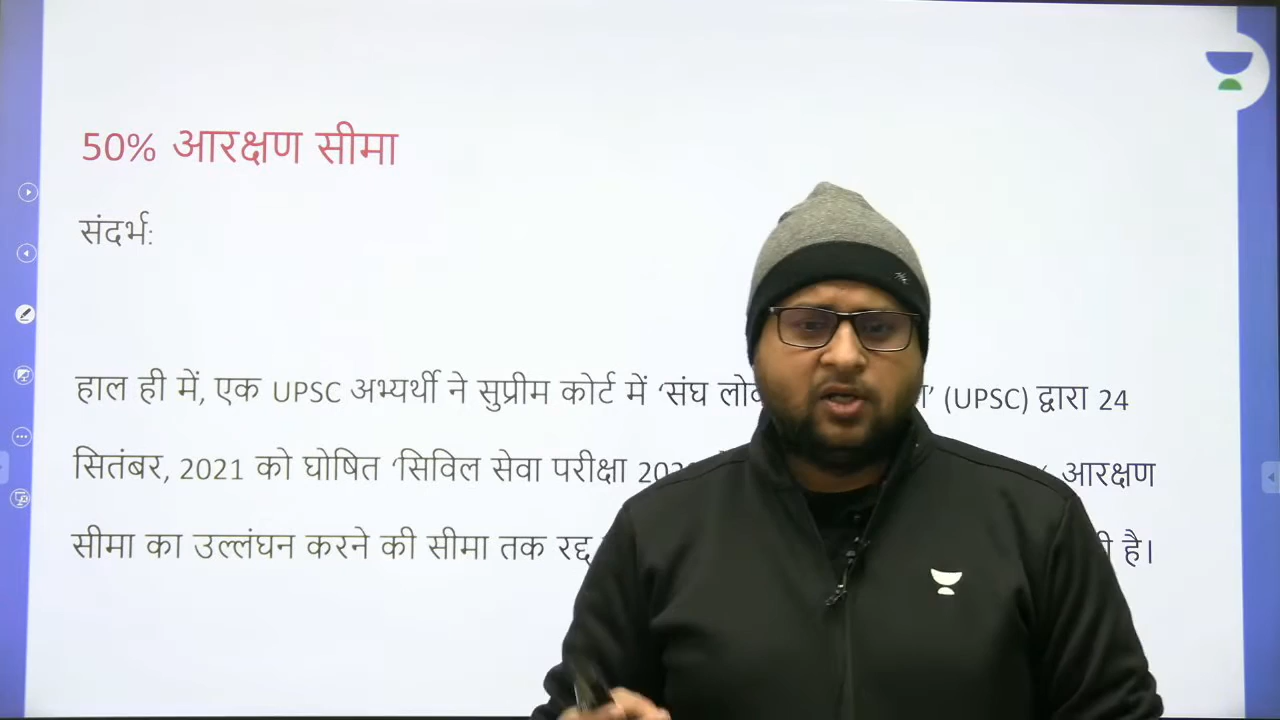 50% आरक्षण सीमा
संदर्भ:
हाल ही में, एक UPSC अभ्यर्थी ने सुप्रीम कोर्ट में ‘संघ (UPSC) द्वारा 24
सितंबर, 2021 को घोषित ‘सिविल सेवा परीक्षा आरक्षण
सीमा का उल्लंघन करने की सीमा तक रद्द है।